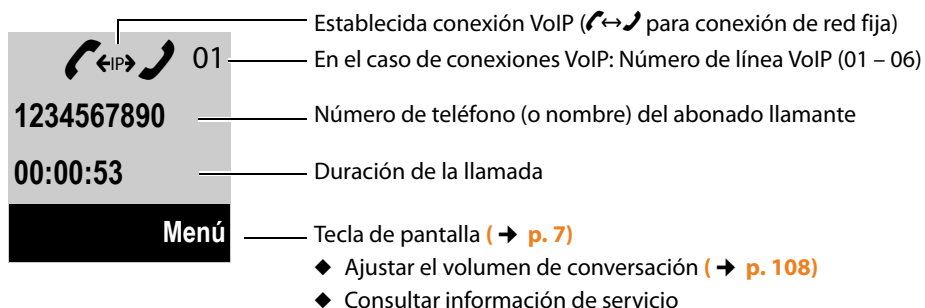 Establecida conexión VoIP (↔ para conexión de red fija)
IP 01
En el caso de conexiones VoIP: Número de línea VoIP (01 – 06)
1234567890
Número de teléfono (o nombre) del abonado llamante
00:00:53
Duración de la llamada
Menú
Tecla de pantalla ( ➔ p. 7)
◆ Ajustar el volumen de conversación ( ➔ p. 108)
◆ Consultar información de servicio